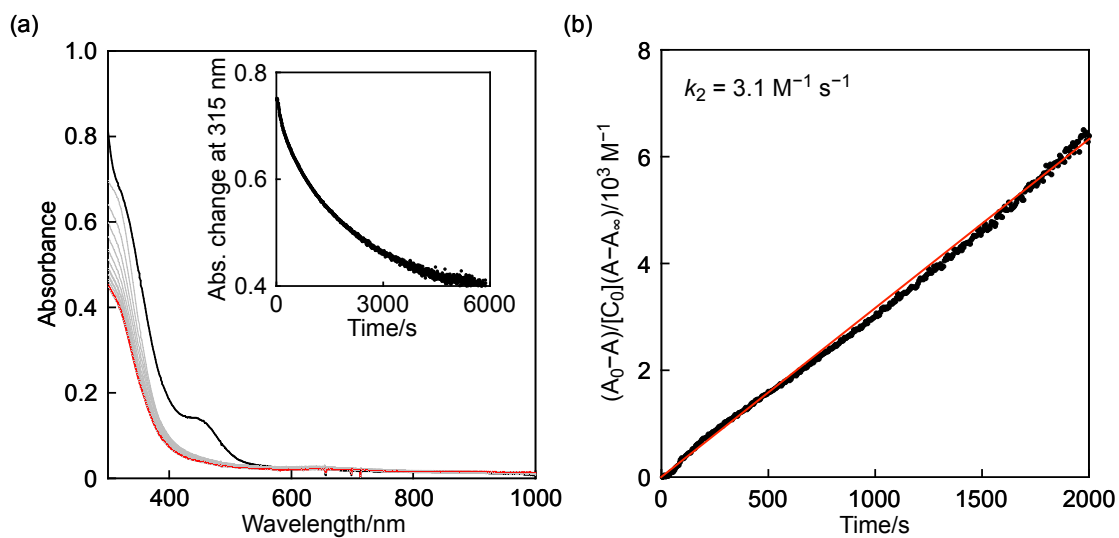 (a)
1.0
0.8
0.6
0.4
0.2
0
Absorbance
400
600
800
1000
Wavelength/nm
0.8
0.6
0.4
Abs. change at 315 nm
0
3000
6000
Time/s
(b)
8
6
4
2
0
(A₀−A)/[C₀](A−A∞)/10³ M⁻¹
k₂ = 3.1 M⁻¹ s⁻¹
0
500
1000
1500
2000
Time/s